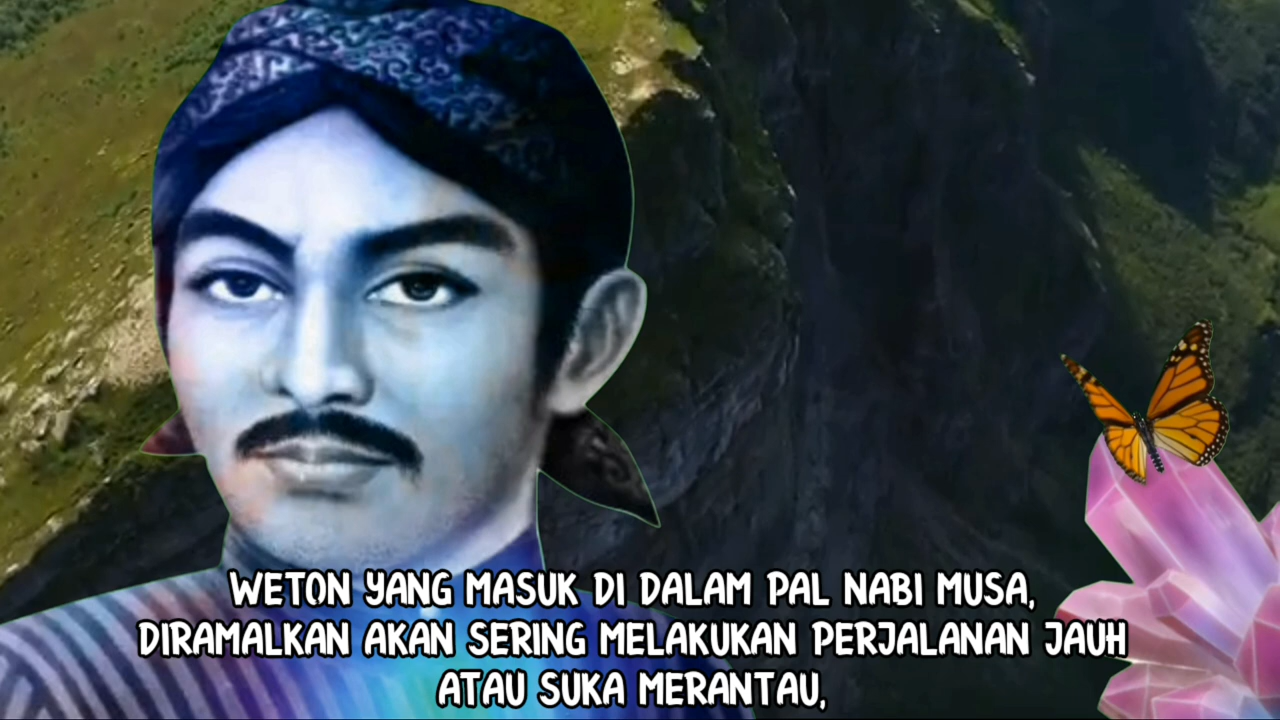 WETON YANG MASUK DI DALAM PAL NABI MUSA,
DIRAMALKAN AKAN SERING MELAKUKAN PERJALANAN JAUH
ATAU SUKA MERANTAU,